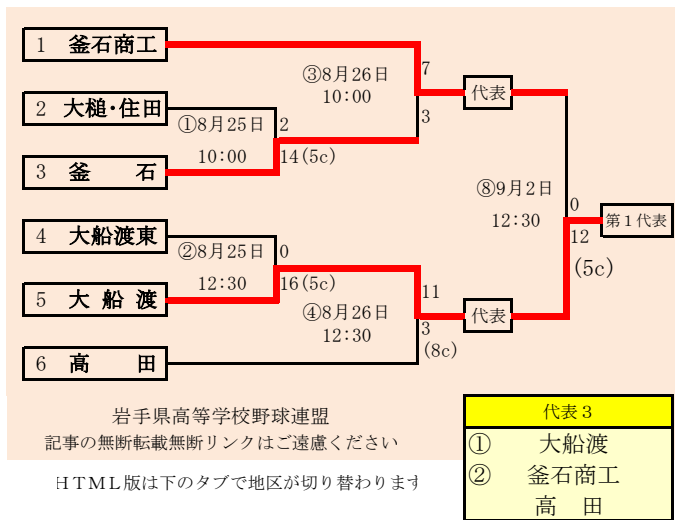 1 釜石商工
③8月26日
10:00
7
代表
2 大槌・住田
①8月25日
2
3
10:00
14(5c)
3 釜 石
⑧9月2日
12:30
0
第1代表
12
(5c)
4 大船渡東
②8月25日
0
12:30
16(5c)
5 大 船 渡
11
④8月26日
12:30
代表
3
(8c)
6 高 田
岩手県高等学校野球連盟
記事の無断転載無断リンクはご遠慮ください
HTML版は下のタブで地区が切り替わります
代表3
① 大船渡
② 釜石商工
高 田